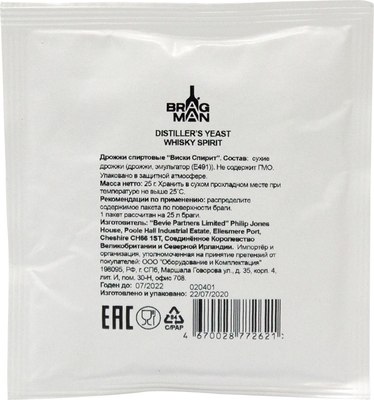 BRAGMAN
DISTILLER'S YEAST
WHISKY SPIRIT
Дрожжи спиртовые "Виски Спирит". Состав: сухие
дрожжи (дрожжи, эмульгатор (Е491)). Не содержит ГМО.
Упаковано в защитной атмосфере.
Масса нетто: 25 г. Хранить в сухом прохладном месте при
температуре не выше 25˚С.
Рекомендации по применению: распределите
содержимое пакета по поверхности браги.
1 пакет рассчитан на 25 л браги.
Изготовитель: "Bevie Partners Limited" Philip Jones
House, Poole Hall Industrial Estate, Ellesmere Port,
Cheshire CH66 1ST, Соединённое Королевство
Великобритании и Северной Ирландии. Импортёр и
организация, уполномоченная на принятие претензий от
покупателей: ООО "Оборудование и Комплектация"
198095, РФ, г СПб, Маршала Говорова ул., д. 35, корп. 4,
лит. И, пом. 30-Н, офис 708.
Годен до: 07/2022 020401
Изготовлено и упаковано: 22/07/2020
EAC
C/PAP
4 670028 772621